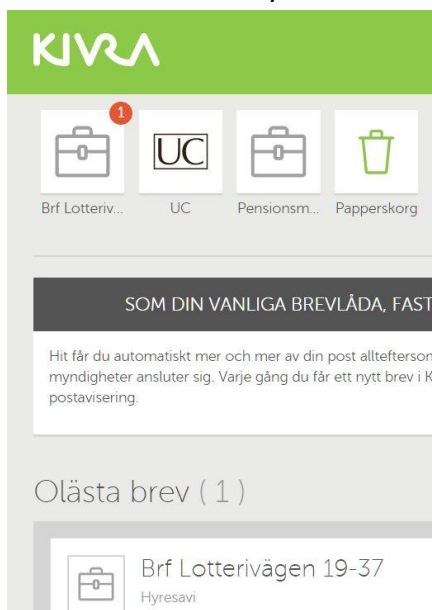 KIVRA
1
Brf Lotteriv... UC Pensionsm... Papperskorg
SOM DIN VANLIGA BREVLÅDA, FAST
Hit får du automatiskt mer och mer av din post allteftersom
myndigheter ansluter sig. Varje gång du får ett nytt brev i K
postavisering.
Olästa brev ( 1 )
Brf Lotterivägen 19-37
Hyresavi